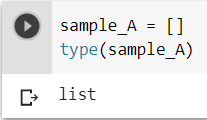 sample_A = []
type(sample_A)
list